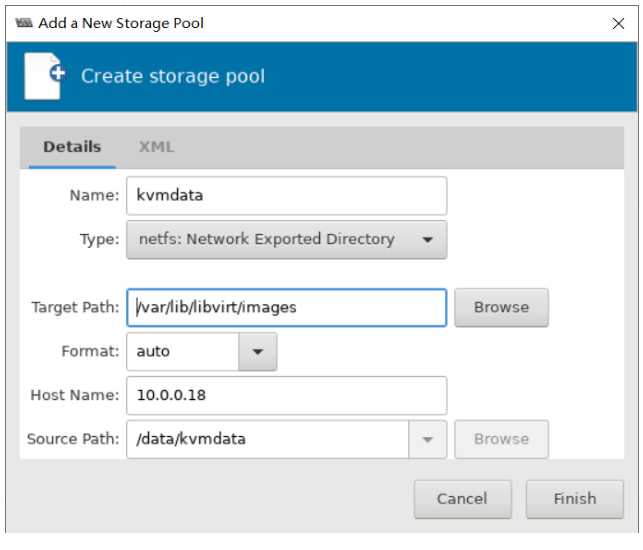 Add a New Storage Pool
Create storage pool
Details XML
Name: kvmdata
Type: netfs: Network Exported Directory
Target Path: /var/lib/libvirt/images Browse
Format: auto
Host Name: 10.0.0.18
Source Path: /data/kvmdata Browse
Cancel Finish